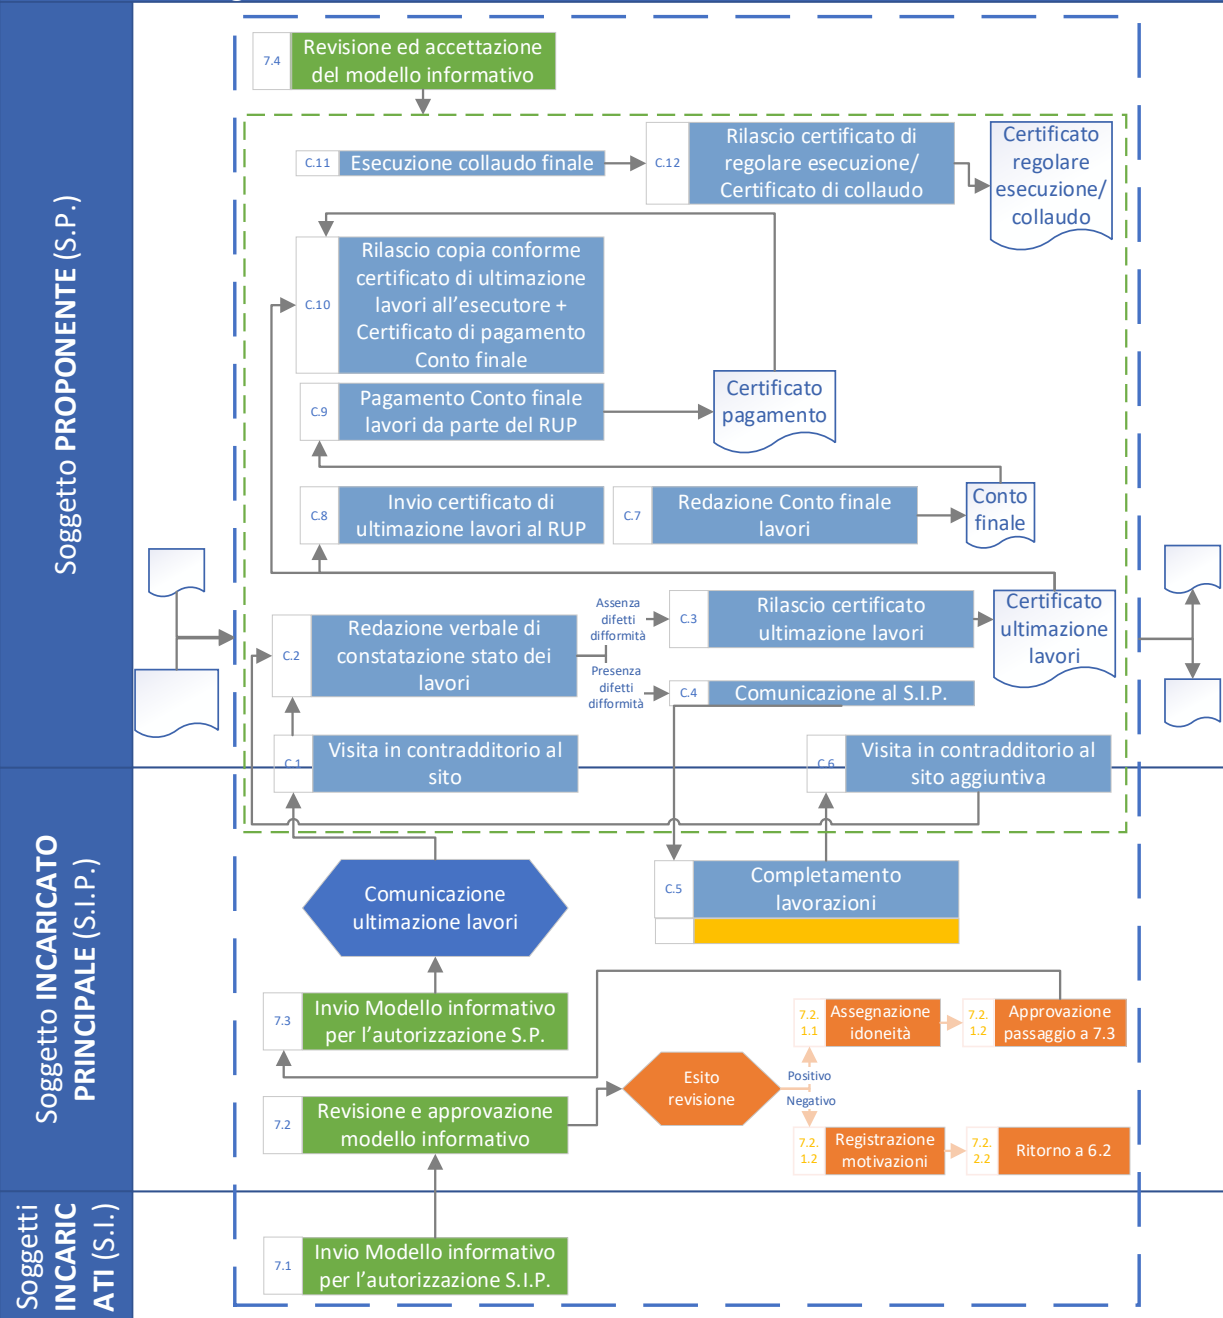 Soggetto PROPONENTE (S.P.)
7.4
Revisione ed accettazione
del modello informativo
C.11
Esecuzione collaudo finale
C.12
Rilascio certificato di
regolare esecuzione/
Certificato di collaudo
Certificato
regolare
esecuzione/
collaudo
C.10
Rilascio copia conforme
certificato di ultimazione
lavori all'esecutore +
Certificato di pagamento
Conto finale
C.9
Pagamento Conto finale
lavori da parte del RUP
Certificato
pagamento
C.8
Invio certificato di
ultimazione lavori al RUP
C.7
Redazione Conto finale
lavori
Conto
finale
C.2
Redazione verbale di
constatazione stato dei
lavori
Assenza
difetti
difformità
Presenza
difetti
difformità
C.3
Rilascio certificato
ultimazione lavori
Certificato
ultimazione
lavori
C.4
Comunicazione al S.I.P.
C.1
Visita in contradditorio al
sito
C.6
Visita in contradditorio al
sito aggiuntiva
Soggetto INCARICATO
PRINCIPALE (S.I.P.)
Comunicazione
ultimazione lavori
C.5
Completamento
lavorazioni
7.3
Invio Modello informativo
per l'autorizzazione S.P.
7.2
Revisione e approvazione
modello informativo
Esito
revisione
Positivo
Negativo
7.2.
1.1
Assegnazione
idoneità
7.2.
1.2
Approvazione
passaggio a 7.3
7.2.
1.2
Registrazione
motivazioni
7.2.
2.2
Ritorno a 6.2
Soggetti
INCARIC
ATI (S.I.)
7.1
Invio Modello informativo
per l'autorizzazione S.I.P.